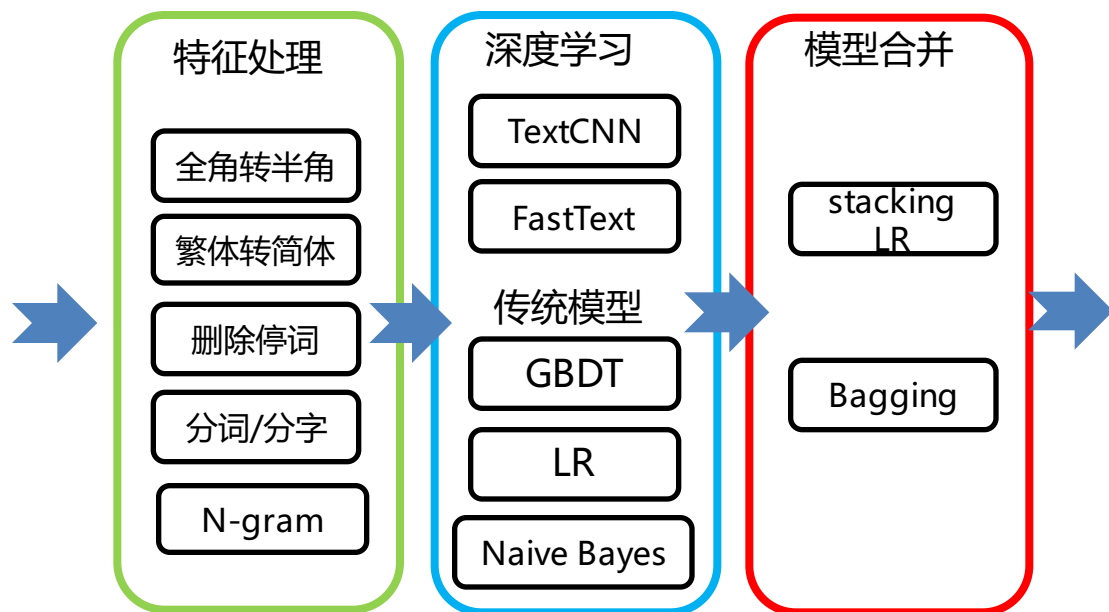 特征处理
全角转半角
繁体转简体
删除停词
分词/分字
N-gram
深度学习
TextCNN
FastText
传统模型
GBDT
LR
Naive Bayes
模型合并
stacking
LR
Bagging